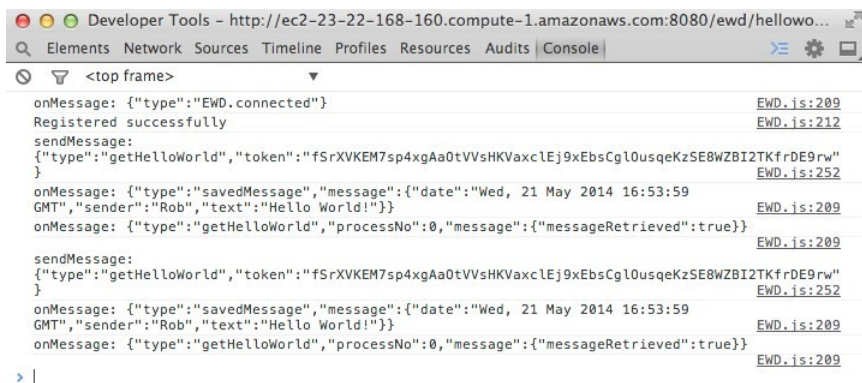 Developer Tools - http://ec2-23-22-168-160.compute-1.amazonaws.com:8080/ewd/hellowo...
Elements Network Sources Timeline Profiles Resources Audits Console
<top frame>
onMessage: {"type":"EWD.connected"} EWD.js:209
Registered successfully EWD.js:212
sendMessage:
{"type":"getHelloWorld","token":"fSrXVKEM7sp4xgAaOtVVsHKVaxclEj9xEbsCglOusqeKzSE8WZBI2TKfrDE9rw"
} EWD.js:252
onMessage: {"type":"savedMessage","message":{"date":"Wed, 21 May 2014 16:53:59
GMT","sender":"Rob","text":"Hello World!"}} EWD.js:209
onMessage: {"type":"getHelloWorld","processNo":0,"message":{"messageRetrieved":true}}
EWD.js:209
sendMessage:
{"type":"getHelloWorld","token":"fSrXVKEM7sp4xgAaOtVVsHKVaxclEj9xEbsCglOusqeKzSE8WZBI2TKfrDE9rw"
} EWD.js:252
onMessage: {"type":"savedMessage","message":{"date":"Wed, 21 May 2014 16:53:59
GMT","sender":"Rob","text":"Hello World!"}} EWD.js:209
onMessage: {"type":"getHelloWorld","processNo":0,"message":{"messageRetrieved":true}}
EWD.js:209
>